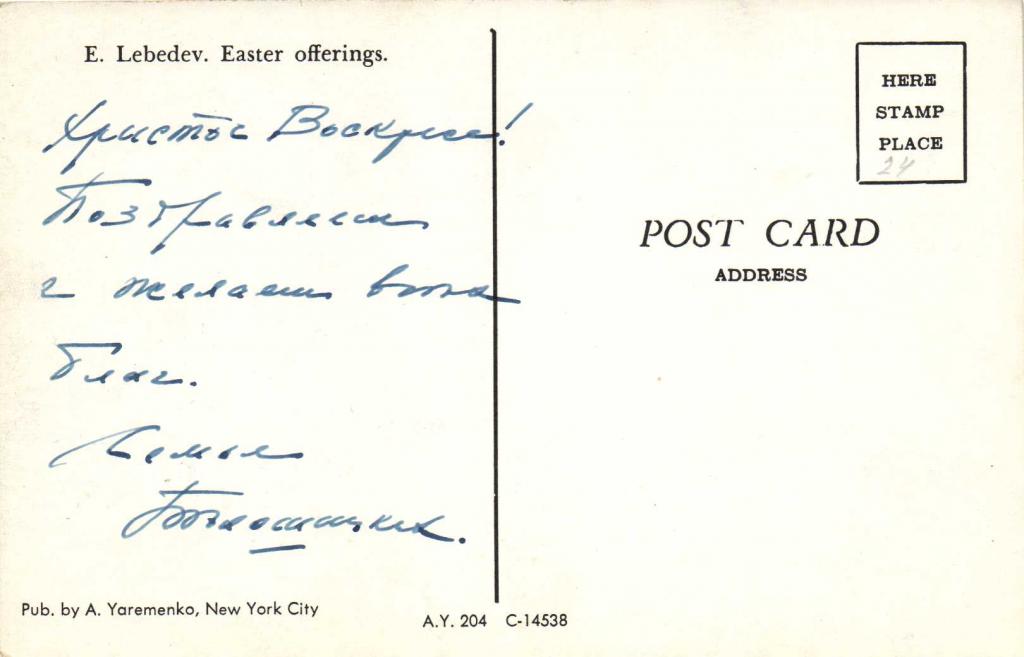 E. Lebedev. Easter offerings.
Христос Воскресе!
Поздравляем
и желаем всяк
благ.
Семья
HERE
STAMP
PLACE
24
POST CARD
ADDRESS
Pub. by A. Yaremenko, New York City
A.Y. 204 C-14538